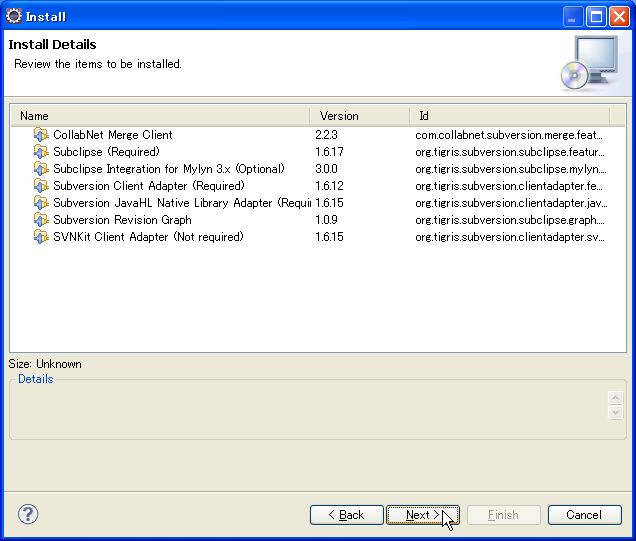 Install
Install Details
Review the items to be installed.
Name Version Id
CollabNet Merge Client 2.2.3 com.collabnet.subversion.merge.feat...
Subclipse (Required) 1.6.17 org.tigris.subversion.subclipse.featur...
Subclipse Integration for Mylyn 3.x (Optional) 3.0.0 org.tigris.subversion.subclipse.mylyn...
Subversion Client Adapter (Required) 1.6.12 org.tigris.subversion.clientadapter.fe...
Subversion JavaHL Native Library Adapter (Requi 1.6.15 org.tigris.subversion.clientadapter.jav...
Subversion Revision Graph 1.0.9 org.tigris.subversion.subclipse.graph...
SVNKit Client Adapter (Not required) 1.6.15 org.tigris.subversion.clientadapter.sv...
Size: Unknown
Details
? < Back Next > Finish Cancel